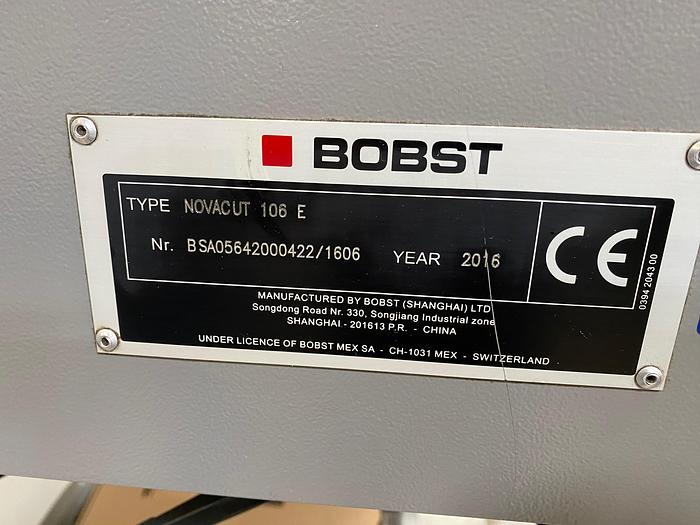 BOBST
TYPE NOVACUT 106 E
Nr. BSA05642000422/1606 YEAR 2016
CE
0394 2043 00
MANUFACTURED BY BOBST (SHANGHAI) LTD
Songdong Road Nr. 330, Songjiang Industrial zone
SHANGHAI - 201613 P.R. - CHINA
UNDER LICENCE OF BOBST MEX SA - CH-1031 MEX - SWITZERLAND